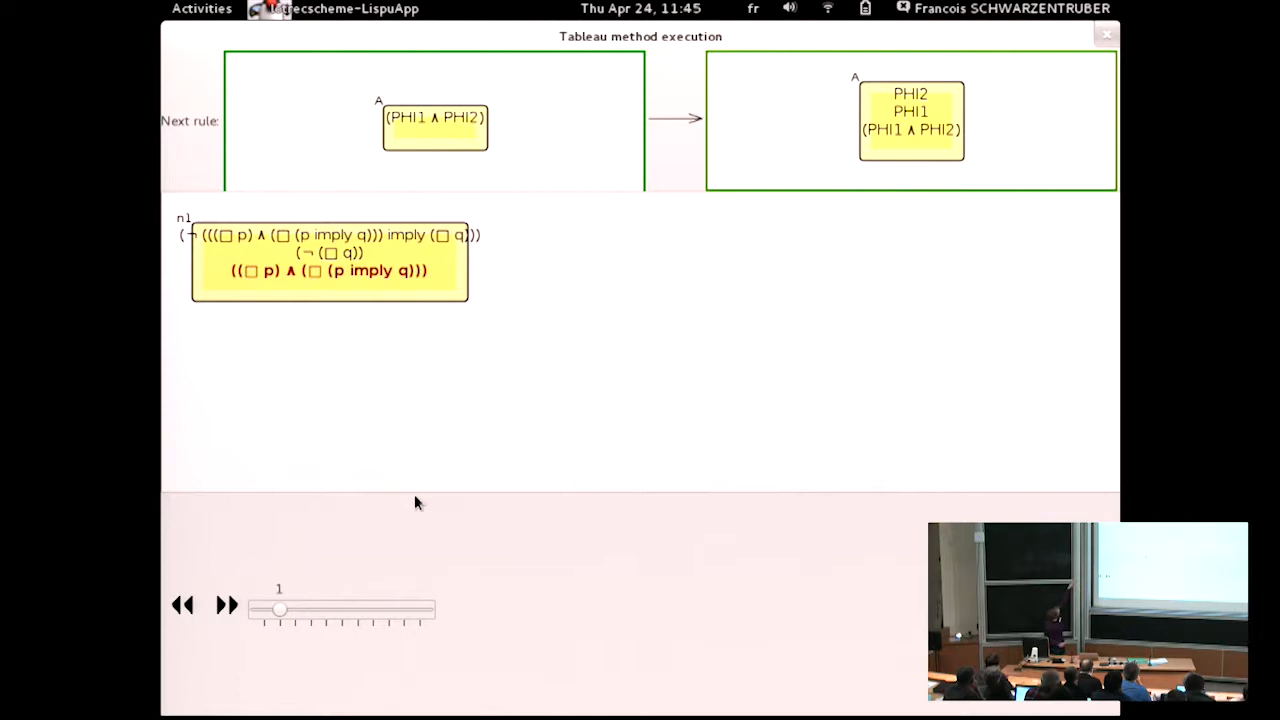 Activities
letrecscheme-LispuApp
Thu Apr 24, 11:45
fr
Francois SCHWARZENTRUBER
Tableau method execution
Next rule:
A
(PHI1 ∧ PHI2)
A
PHI2
PHI1
(PHI1 ∧ PHI2)
n1
(¬ (((□ p) ∧ (□ (p imply q))) imply (□ q)))
(¬ (□ q))
((□ p) ∧ (□ (p imply q)))
1